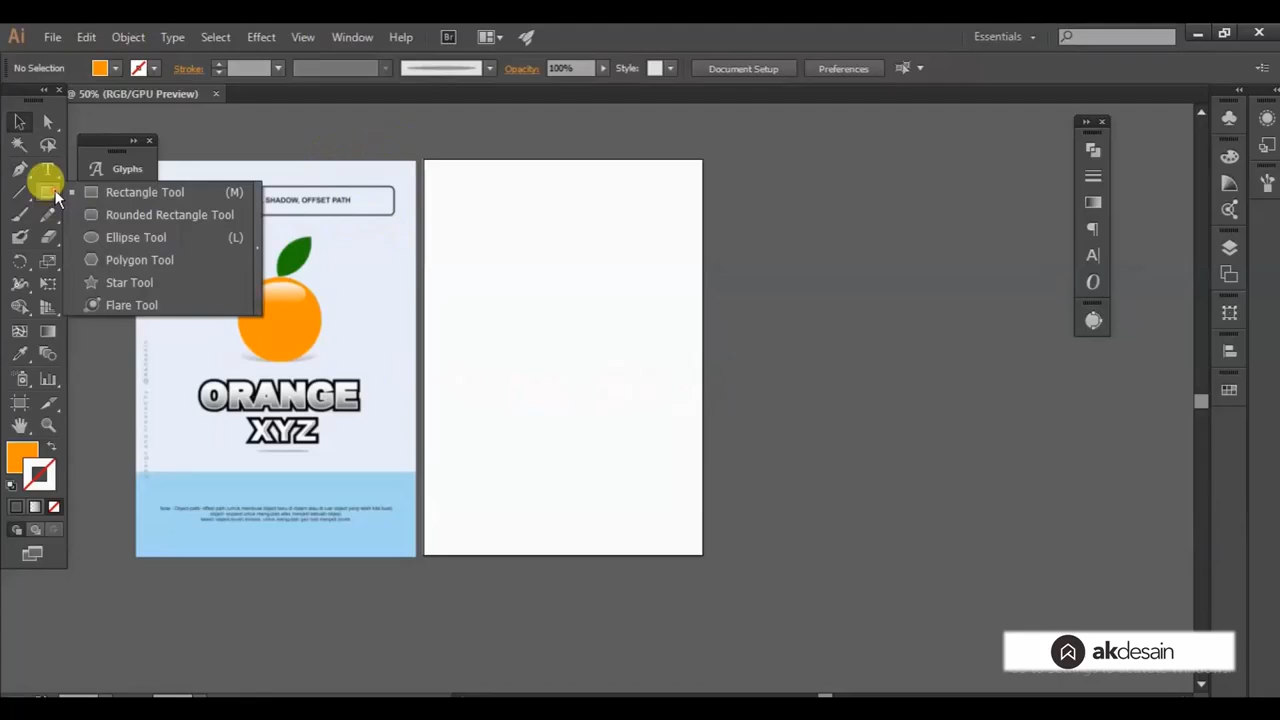 Ai File Edit Object Type Select Effect View Window Help Br Essentials
No Selection Stroke: Opacity: 100% Style: Document Setup Preferences
@ 50% (RGB/GPU Preview) ×
Glyphs
Rectangle Tool (M)
Rounded Rectangle Tool
Ellipse Tool (L)
Polygon Tool
Star Tool
Flare Tool
SHADOW, OFFSET PATH
ORANGE
XYZ
akdesain